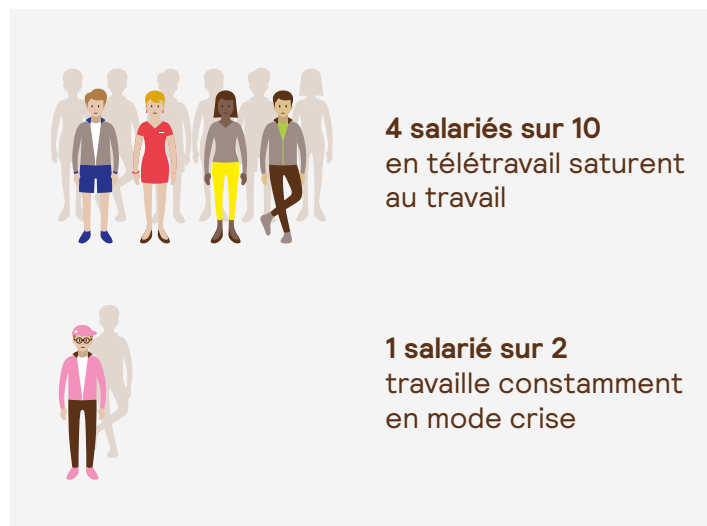 4 salariés sur 10
en télétravail saturent
au travail
1 salarié sur 2
travaille constamment
en mode crise